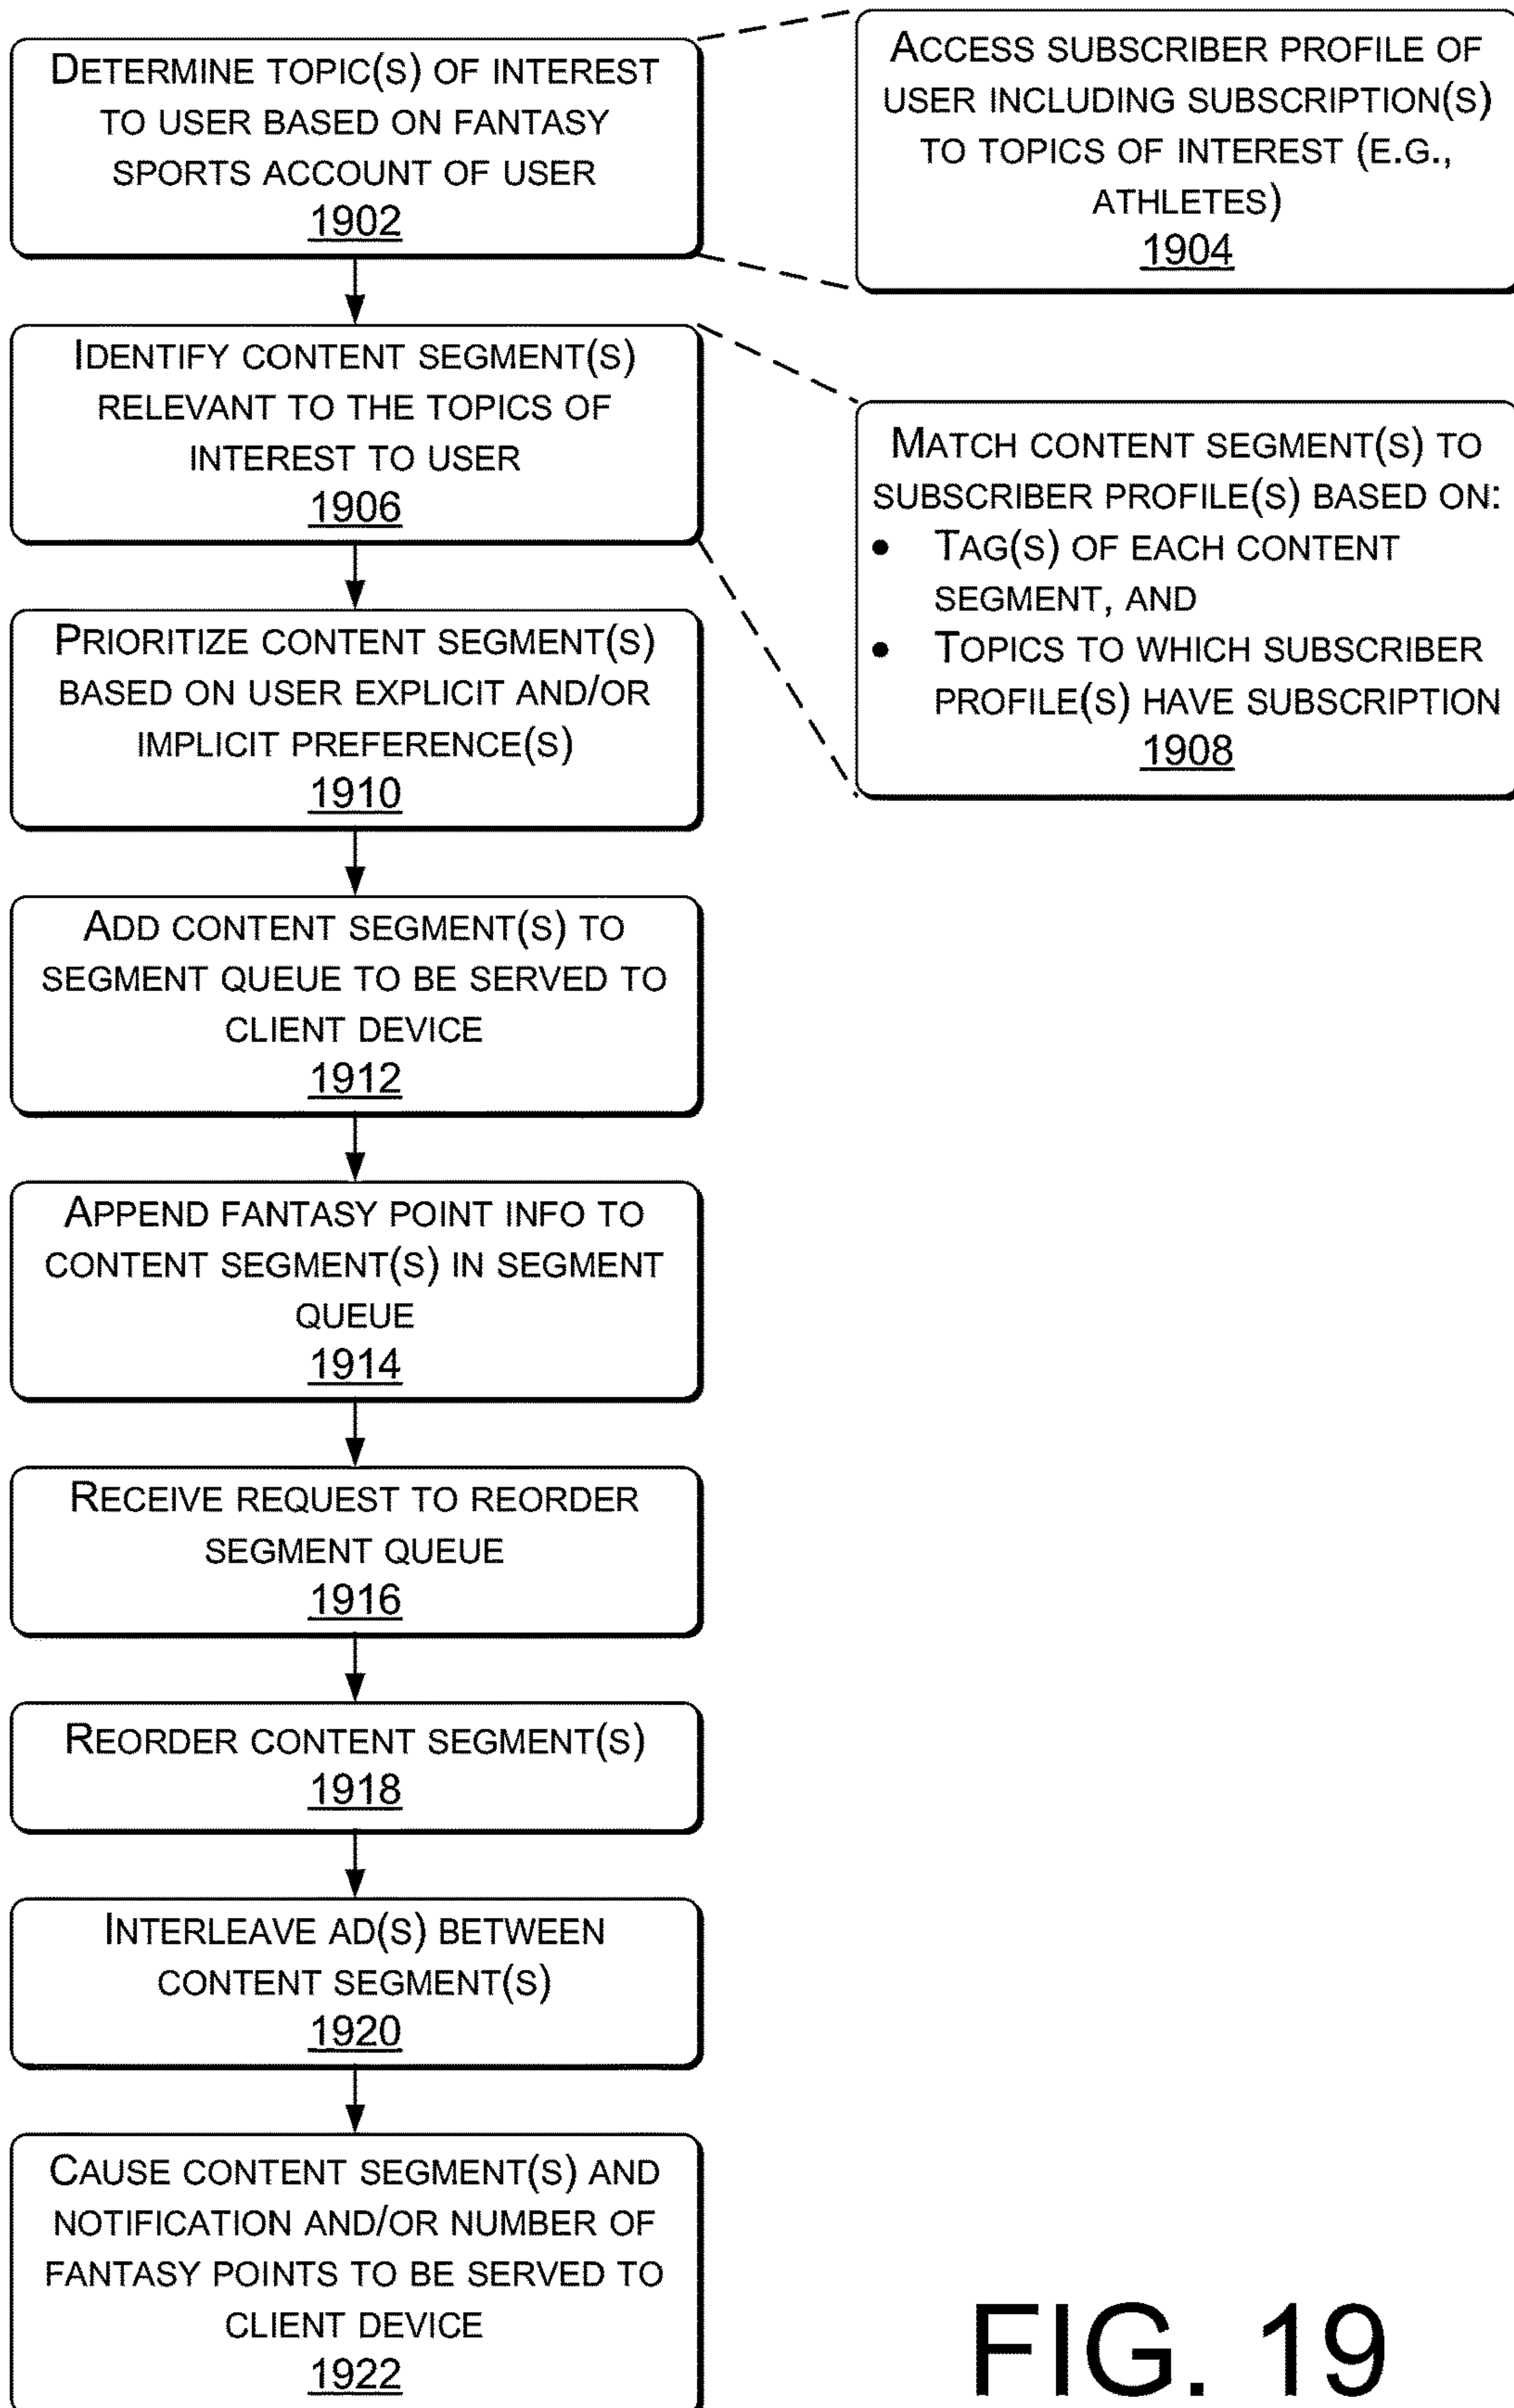 DETERMINE TOPIC(S) OF INTEREST
TO USER BASED ON FANTASY
SPORTS ACCOUNT OF USER
1902
ACCESS SUBSCRIBER PROFILE OF
USER INCLUDING SUBSCRIPTION(S)
TO TOPICS OF INTEREST (E.G.,
ATHLETES)
1904
IDENTIFY CONTENT SEGMENT(S)
RELEVANT TO THE TOPICS OF
INTEREST TO USER
1906
MATCH CONTENT SEGMENT(S) TO
SUBSCRIBER PROFILE(S) BASED ON:
• TAG(S) OF EACH CONTENT
SEGMENT, AND
• TOPICS TO WHICH SUBSCRIBER
PROFILE(S) HAVE SUBSCRIPTION
1908
PRIORITIZE CONTENT SEGMENT(S)
BASED ON USER EXPLICIT AND/OR
IMPLICIT PREFERENCE(S)
1910
ADD CONTENT SEGMENT(S) TO
SEGMENT QUEUE TO BE SERVED TO
CLIENT DEVICE
1912
APPEND FANTASY POINT INFO TO
CONTENT SEGMENT(S) IN SEGMENT
QUEUE
1914
RECEIVE REQUEST TO REORDER
SEGMENT QUEUE
1916
REORDER CONTENT SEGMENT(S)
1918
INTERLEAVE AD(S) BETWEEN
CONTENT SEGMENT(S)
1920
CAUSE CONTENT SEGMENT(S) AND
NOTIFICATION AND/OR NUMBER OF
FANTASY POINTS TO BE SERVED TO
CLIENT DEVICE
1922
FIG. 19